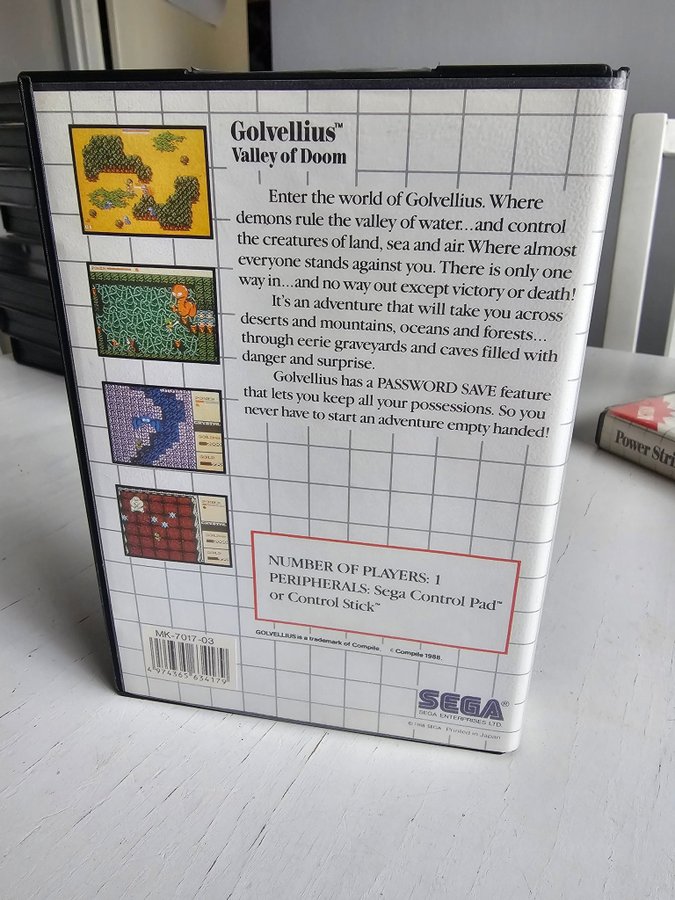 Golvellius™
Valley of Doom
Enter the world of Golvellius. Where
demons rule the valley of water...and control
the creatures of land, sea and air. Where almost
everyone stands against you. There is only one
way in...and no way out except victory or death!
It's an adventure that will take you across
deserts and mountains, oceans and forests...
through eerie graveyards and caves filled with
danger and surprise.
Golvellius has a PASSWORD SAVE feature
that lets you keep all your possessions. So you
never have to start an adventure empty handed!
Power Stri
NUMBER OF PLAYERS: 1
PERIPHERALS: Sega Control Pad™
or Control Stick™
GOLVELLIUS is a trademark of Compile. © Compile 1988.
MK-7017-03
4 974365 634179
SEGA®
SEGA ENTERPRISES LTD.
© 1988 SEGA Printed in Japan